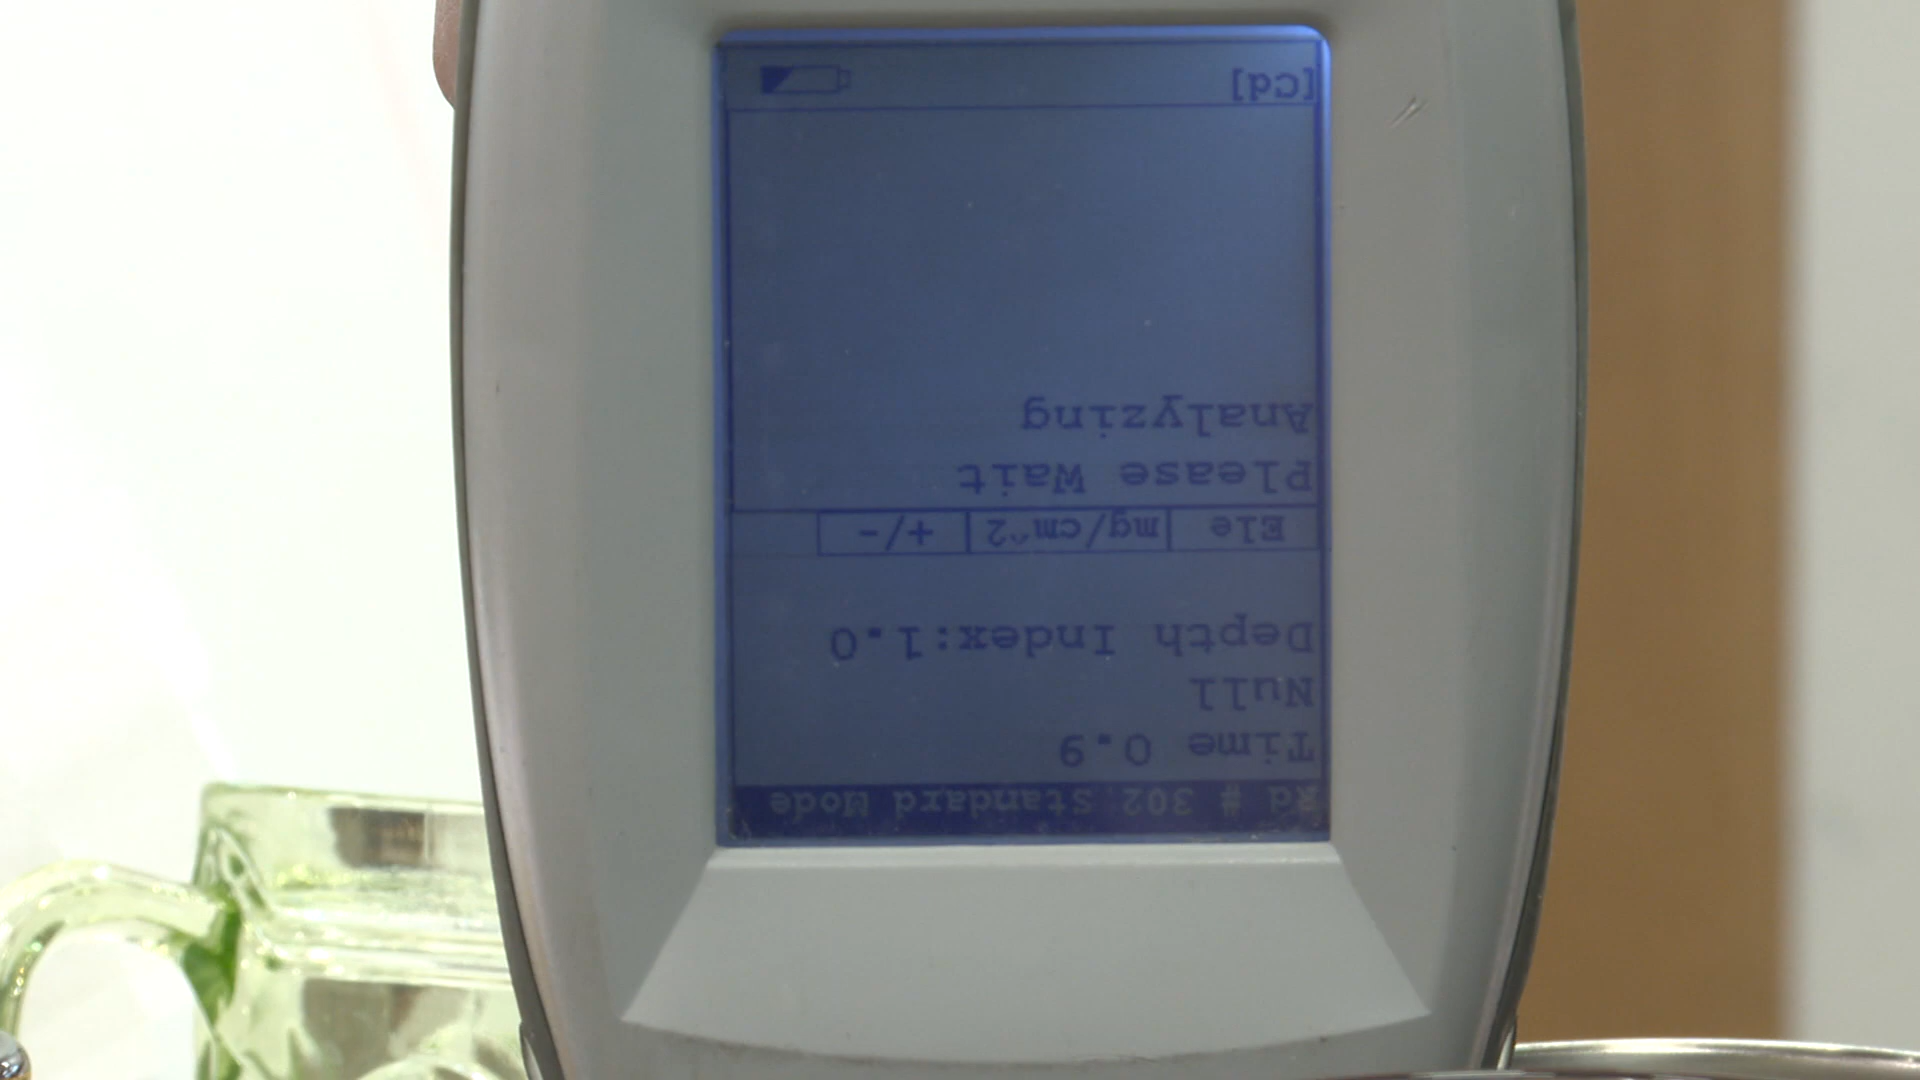 Rd # 302 Standard Mode
Time 0.9
Null
Depth Index:1.0
Ele mg/cm^2 +/-
Please Wait
Analyzing
[Cd]